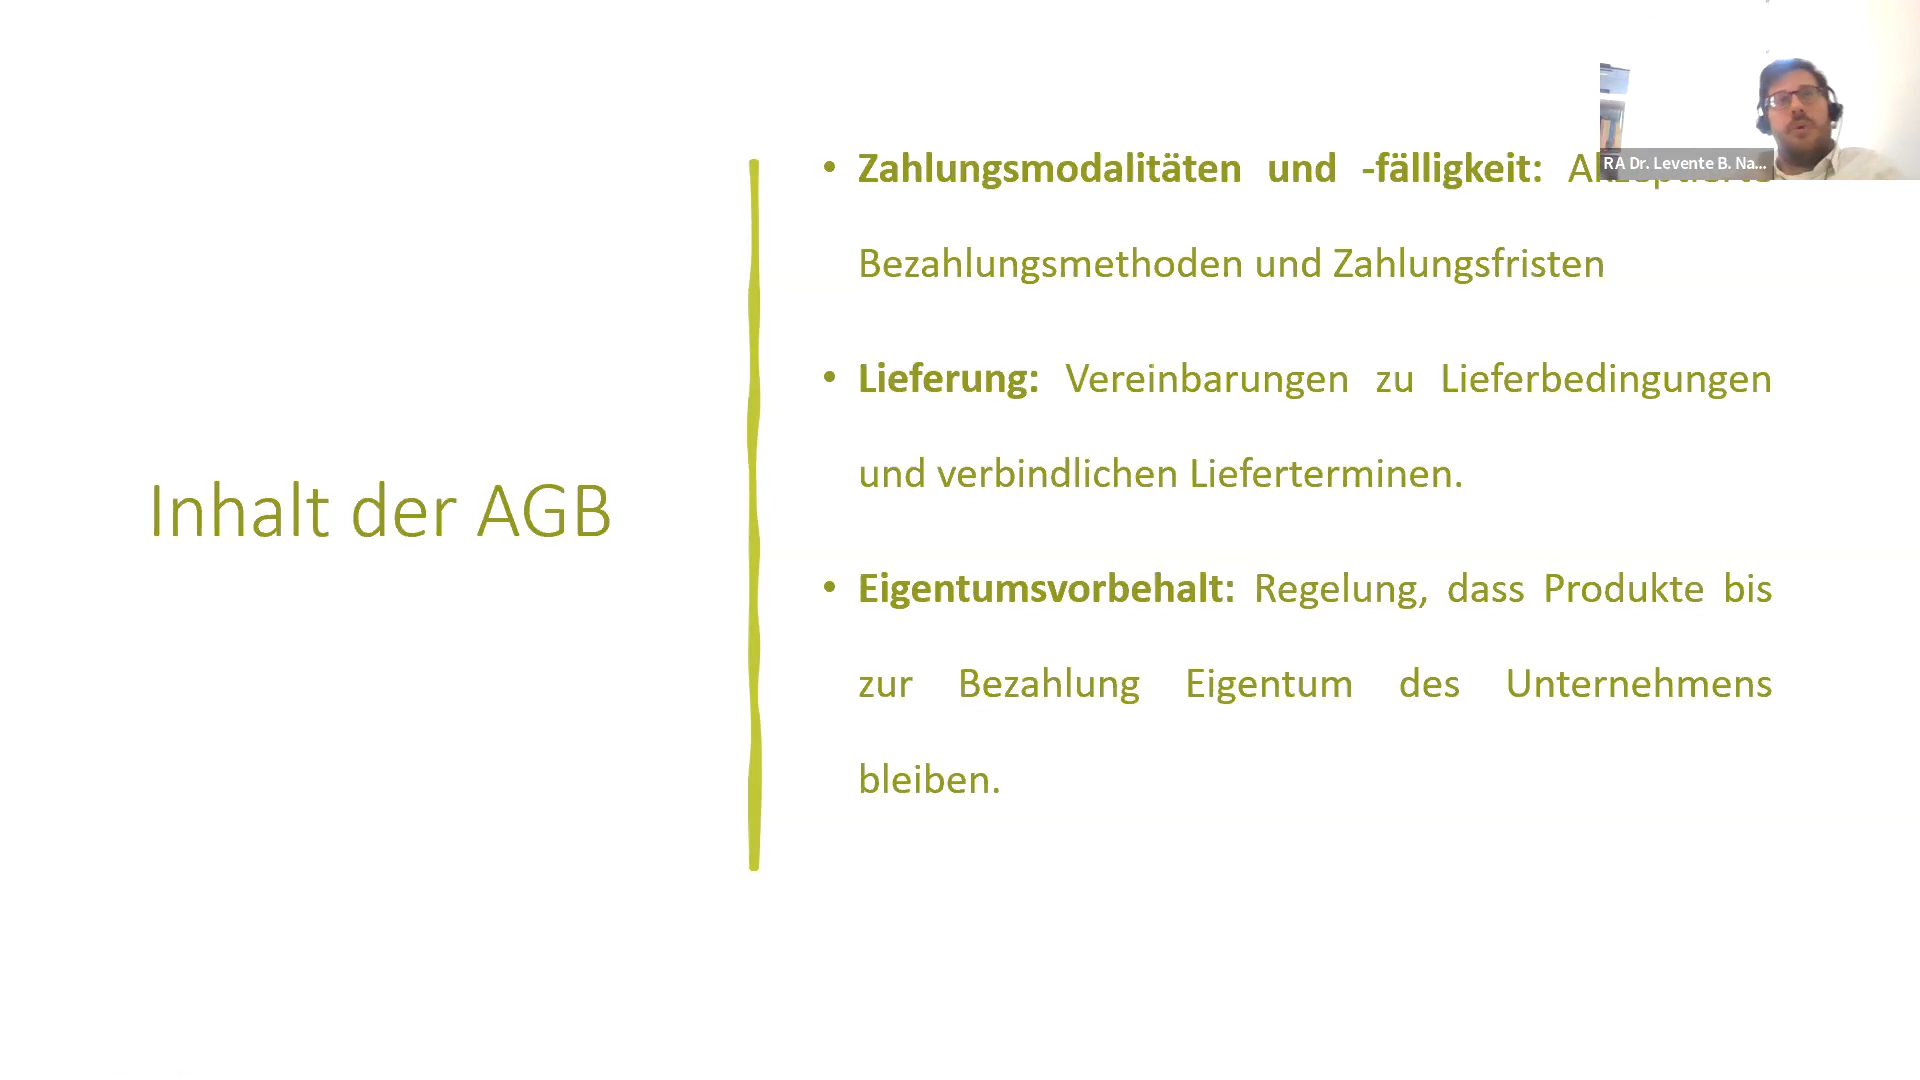 Inhalt der AGB
• Zahlungsmodalitäten und -fälligkeit:
Bezahlungsmethoden und Zahlungsfristen
• Lieferung: Vereinbarungen zu Lieferbedingungen
und verbindlichen Lieferterminen.
• Eigentumsvorbehalt: Regelung, dass Produkte bis
zur Bezahlung Eigentum des Unternehmens
bleiben.
RA Dr. Levente B. Na...